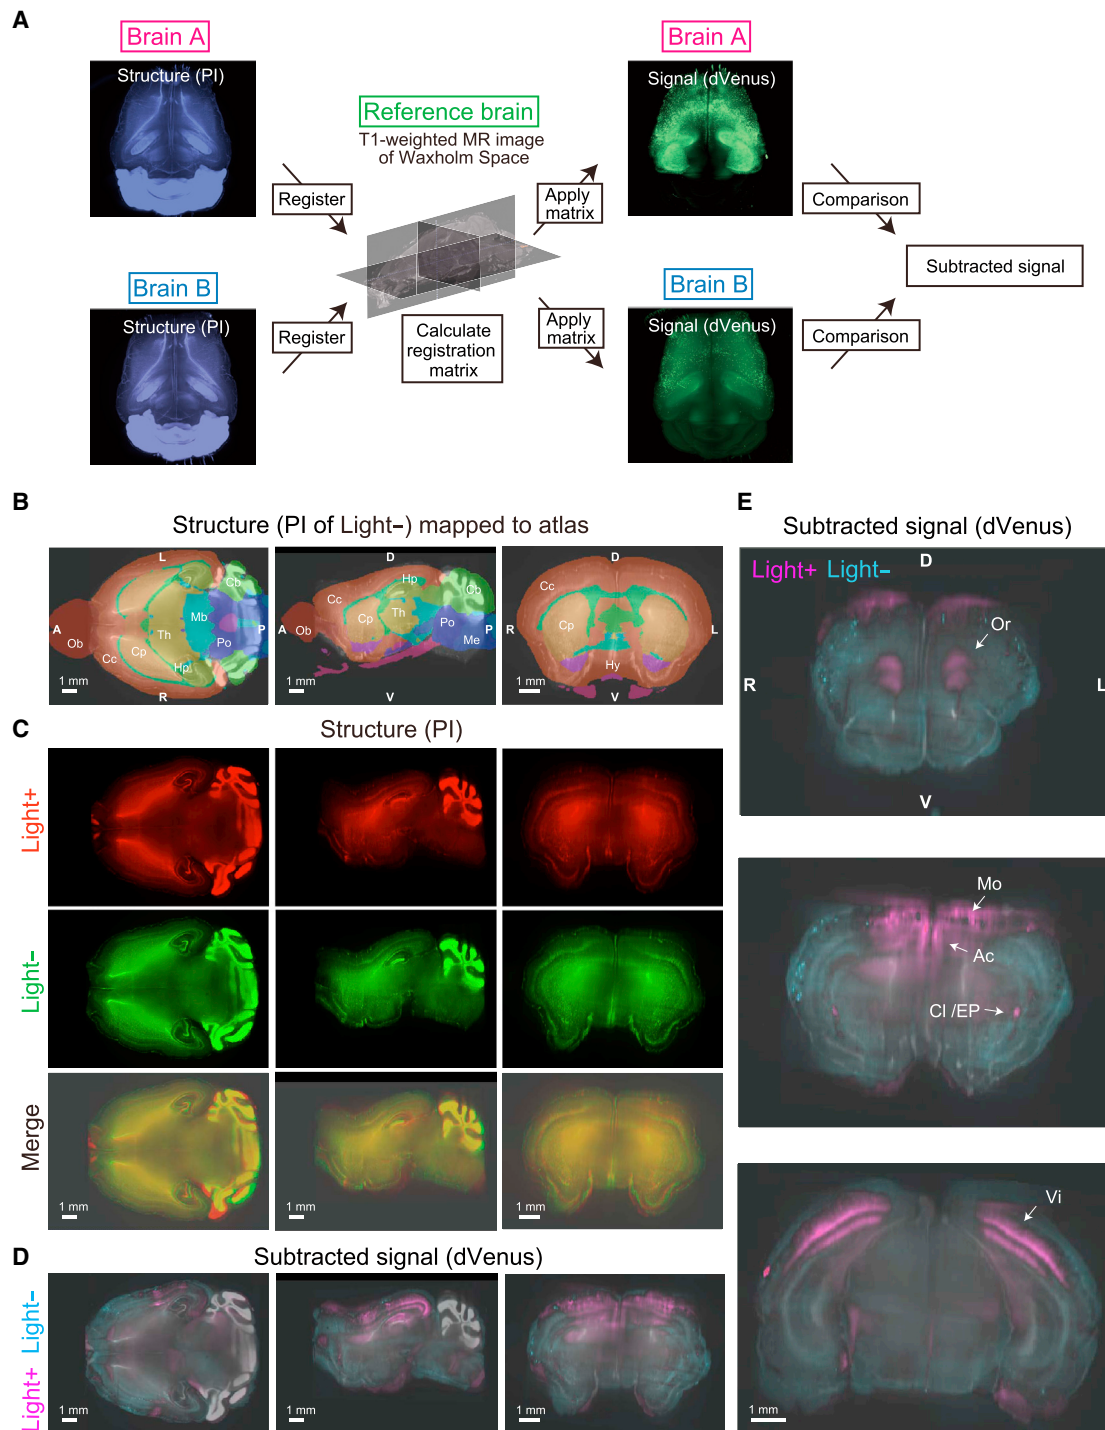 A
Brain A
Structure (PI)
Register
Reference brain
T1-weighted MR image
of Waxholm Space
Calculate
registration
matrix
Apply
matrix
Brain A
Signal (dVenus)
Comparison
Subtracted signal
Brain B
Structure (PI)
Register
Apply
matrix
Brain B
Signal (dVenus)
Comparison
B
Structure (PI of Light–) mapped to atlas
L
A
Ob
Cc
Cp
Th
Hp
Mb
Po
Cb
P
R
1 mm
D
Cc
Hp
Cb
Cp
Th
Po
Ob
A
P
Me
V
1 mm
D
Cc
Cp
R
L
Hy
V
1 mm
C
Structure (PI)
Light+
Light–
Merge
1 mm
1 mm
1 mm
D
Subtracted signal (dVenus)
Light+ Light–
1 mm
1 mm
1 mm
E
Subtracted signal (dVenus)
Light+ Light–
D
Or
R
L
V
Mo
Ac
Cl /EP
Vi
1 mm